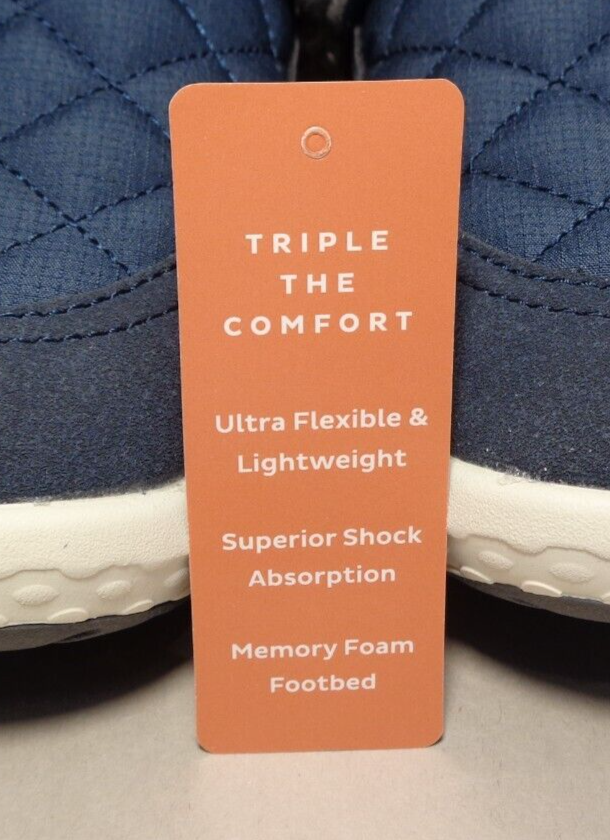 TRIPLE
THE
COMFORT
Ultra Flexible &
Lightweight
Superior Shock
Absorption
Memory Foam
Footbed